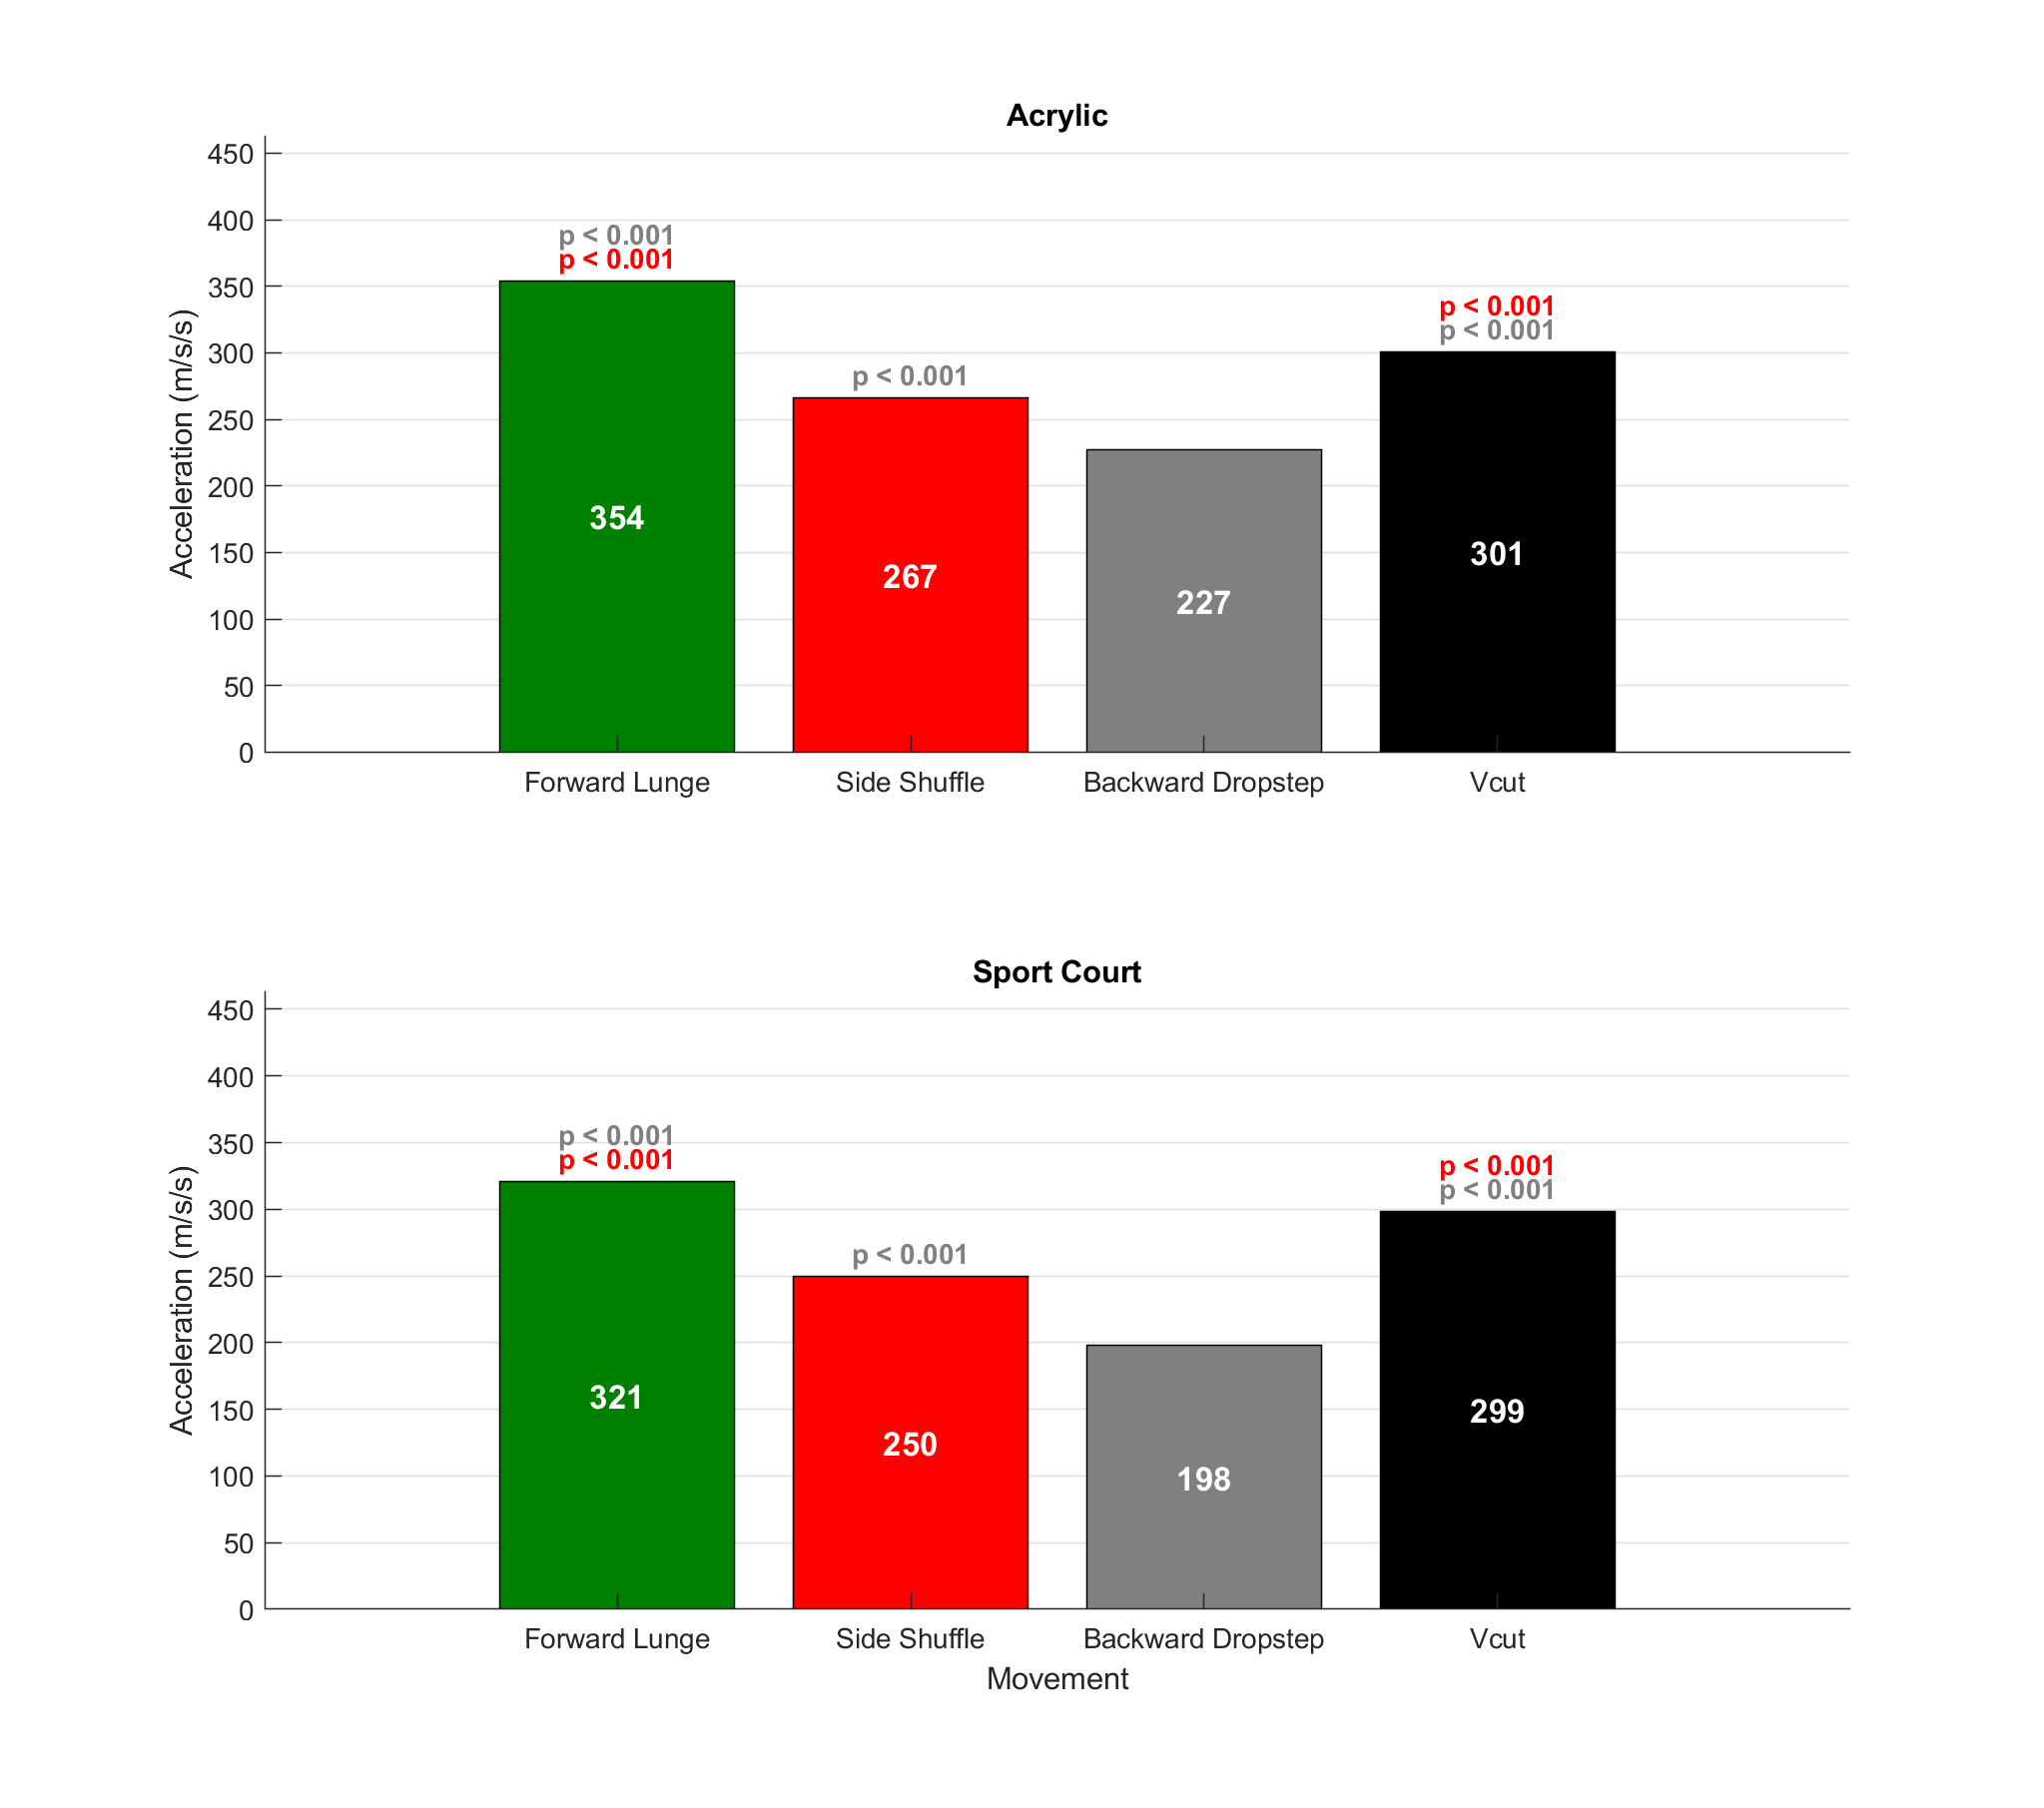 Acrylic
450
400
350
300
250
200
150
100
50
0
Acceleration (m/s/s)
p < 0.001
p < 0.001
p < 0.001
p < 0.001
p < 0.001
354
267
227
301
Forward Lunge Side Shuffle Backward Dropstep Vcut
Sport Court
450
400
350
300
250
200
150
100
50
0
Acceleration (m/s/s)
p < 0.001
p < 0.001
p < 0.001
p < 0.001
p < 0.001
321
250
198
299
Forward Lunge Side Shuffle Backward Dropstep Vcut
Movement